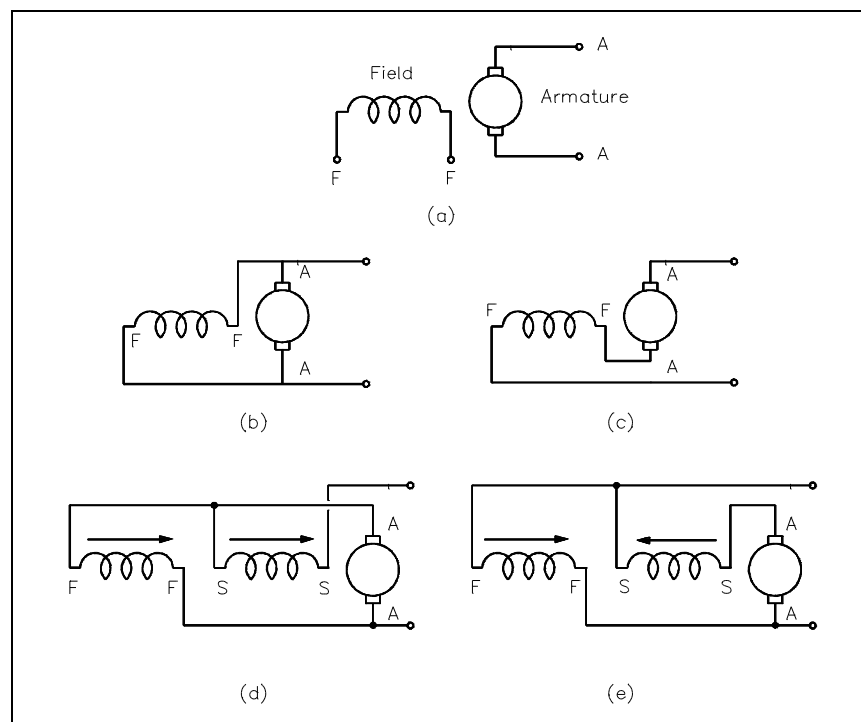 A
Field
Armature
F F A
(a)
A A
F F F F
A A
(b) (c)
A A
F F S S F F S S
A A
(d) (e)